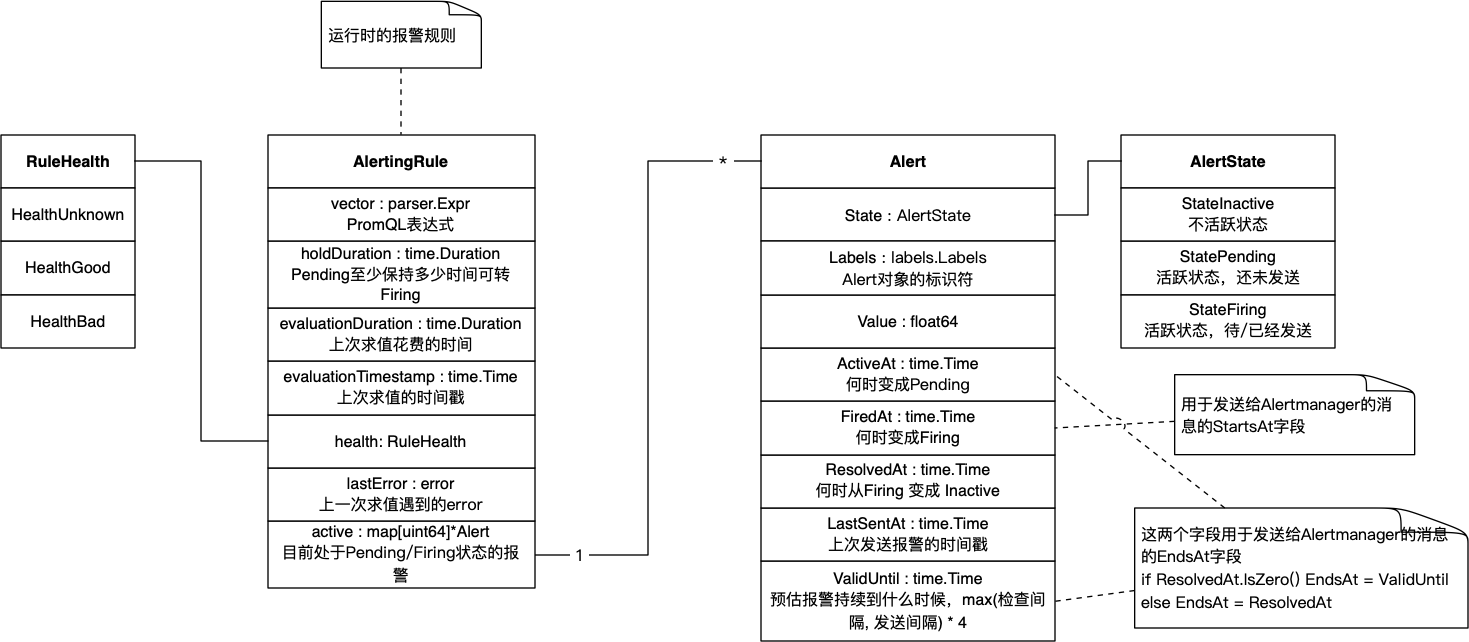 运行时的报警规则
RuleHealth
HealthUnknown
HealthGood
HealthBad
AlertingRule
vector : parser.Expr
PromQL表达式
holdDuration : time.Duration
Pending至少保持多少时间可转
Firing
evaluationDuration : time.Duration
上次求值花费的时间
evaluationTimestamp : time.Time
上次求值的时间戳
health: RuleHealth
lastError : error
上一次求值遇到的error
active : map[uint64]*Alert
目前处于Pending/Firing状态的报
警
1
*
Alert
State : AlertState
Labels : labels.Labels
Alert对象的标识符
Value : float64
ActiveAt : time.Time
何时变成Pending
FiredAt : time.Time
何时变成Firing
ResolvedAt : time.Time
何时从Firing 变成 Inactive
LastSentAt : time.Time
上次发送报警的时间戳
ValidUntil : time.Time
预估报警持续到什么时候，max(检查间
隔, 发送间隔) * 4
AlertState
StateInactive
不活跃状态
StatePending
活跃状态，还未发送
StateFiring
活跃状态，待/已经发送
用于发送给Alertmanager的消
息的StartsAt字段
这两个字段用于发送给Alertmanager的消息
的EndsAt字段
if ResolvedAt.IsZero() EndsAt = ValidUntil
else EndsAt = ResolvedAt